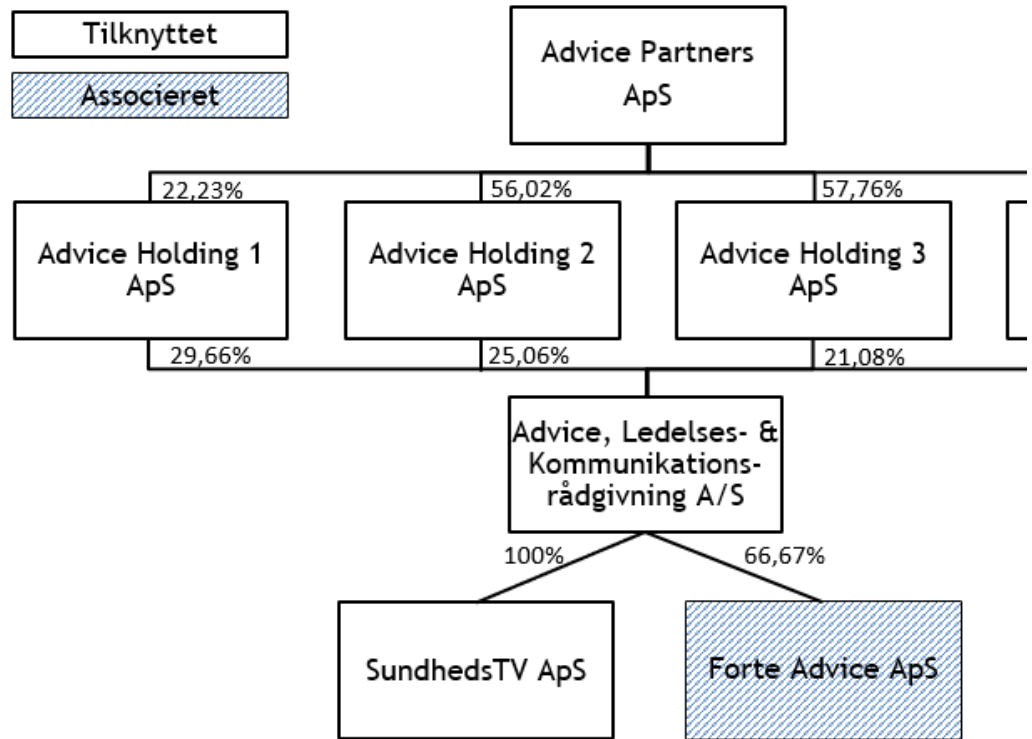 Tilknyttet
Associeret
Advice Partners
ApS
22,23%
56,02%
57,76%
Advice Holding 1
ApS
Advice Holding 2
ApS
Advice Holding 3
ApS
29,66%
25,06%
21,08%
Advice, Ledelses- &
Kommunikations-
rådgivning A/S
100%
66,67%
SundhedsTV ApS
Forte Advice ApS